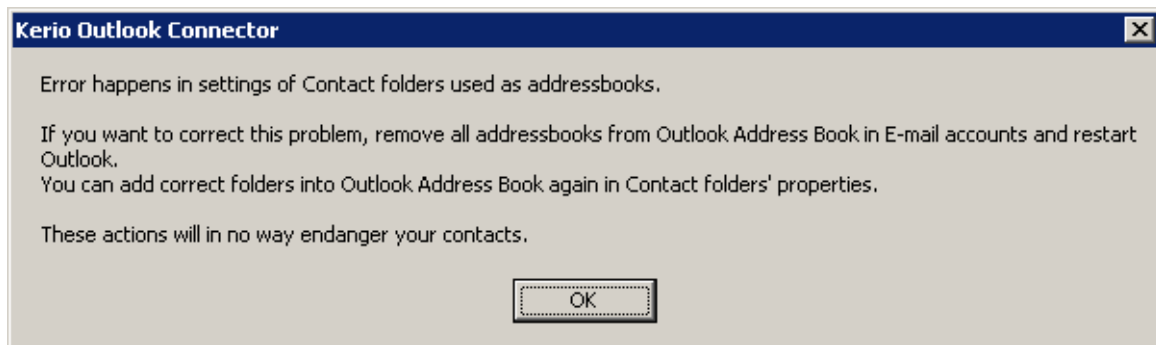 Kerio Outlook Connector
Error happens in settings of Contact folders used as addressbooks.
If you want to correct this problem, remove all addressbooks from Outlook Address Book in E-mail accounts and restart
Outlook.
You can add correct folders into Outlook Address Book again in Contact folders' properties.
These actions will in no way endanger your contacts.
OK